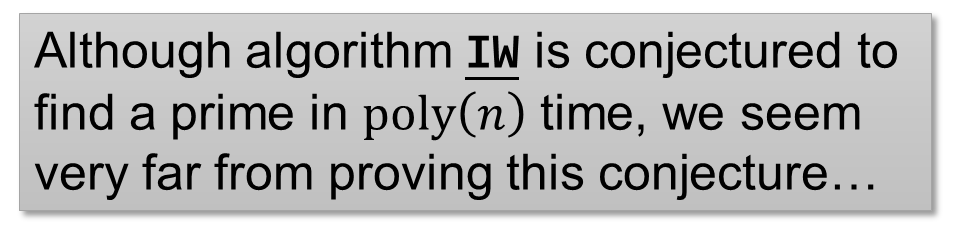 Although algorithm IW is conjectured to
find a prime in poly(n) time, we seem
very far from proving this conjecture…